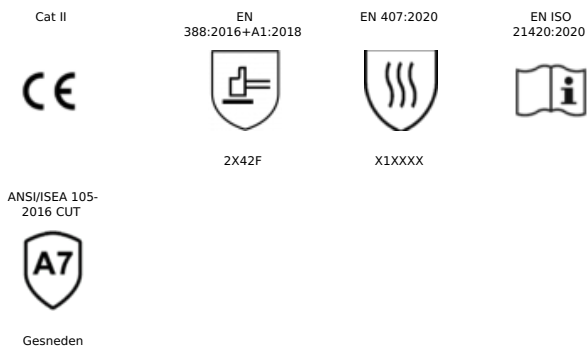 Cat II
EN
388:2016+A1:2018
EN 407:2020
EN ISO
21420:2020
CE
i
2X42F
X1XXXX
ANSI/ISEA 105-
2016 CUT
A7
Gesneden